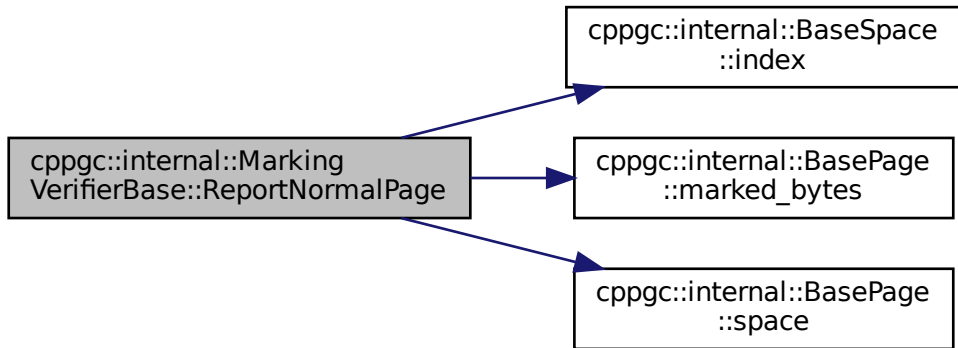 cppgc::internal::Marking
VerifierBase::ReportNormalPage
cppgc::internal::BaseSpace
::index
cppgc::internal::BasePage
::marked_bytes
cppgc::internal::BasePage
::space